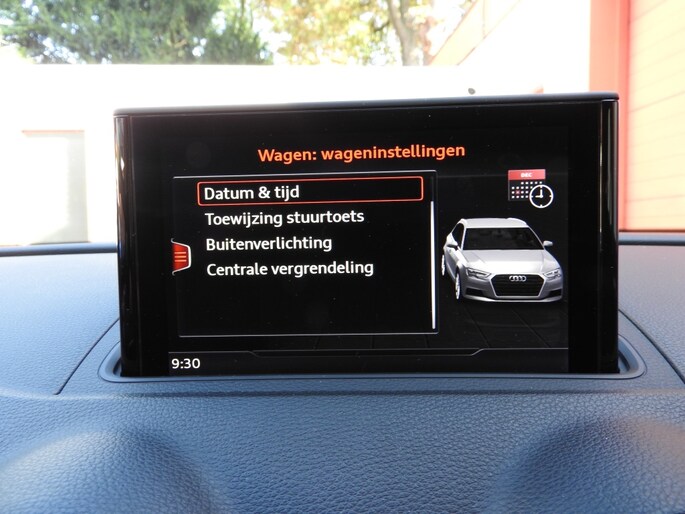 Wagen: wageninstellingen
Datum & tijd
Toewijzing stuurtoets
Buitenverlichting
Centrale vergrendeling
9:30